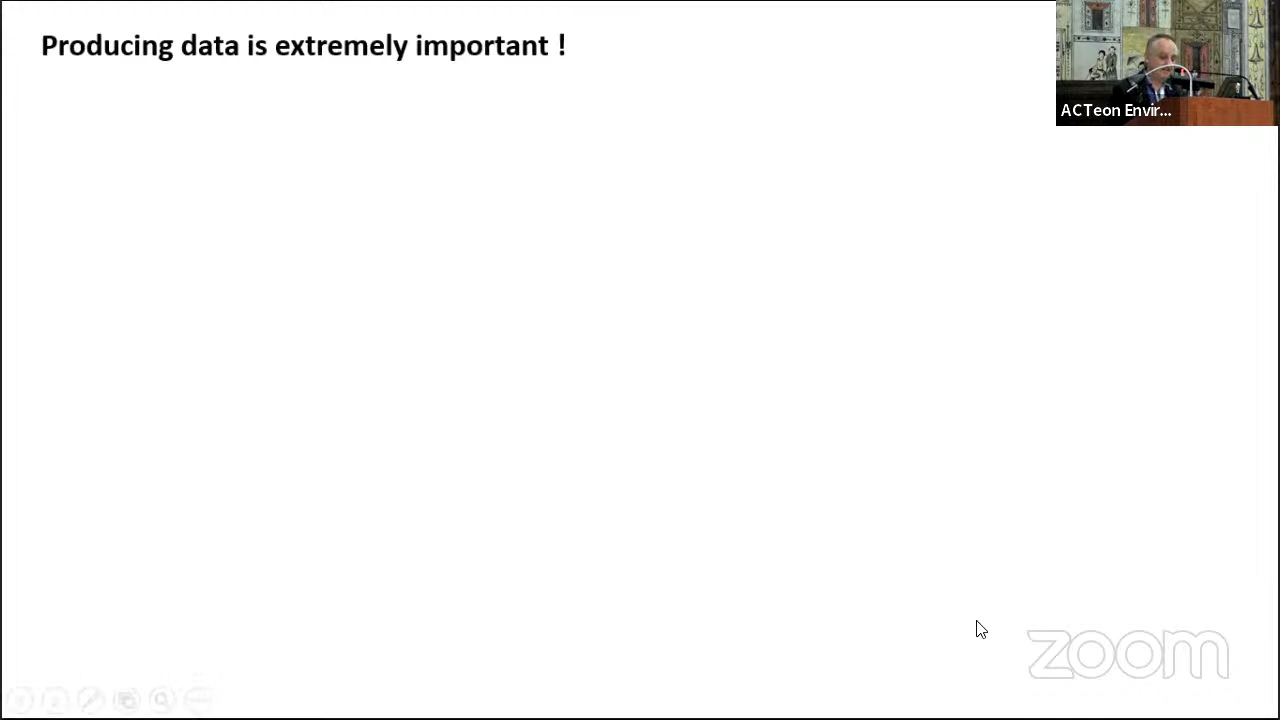 Producing data is extremely important !
ACTeon Envir...
zoom